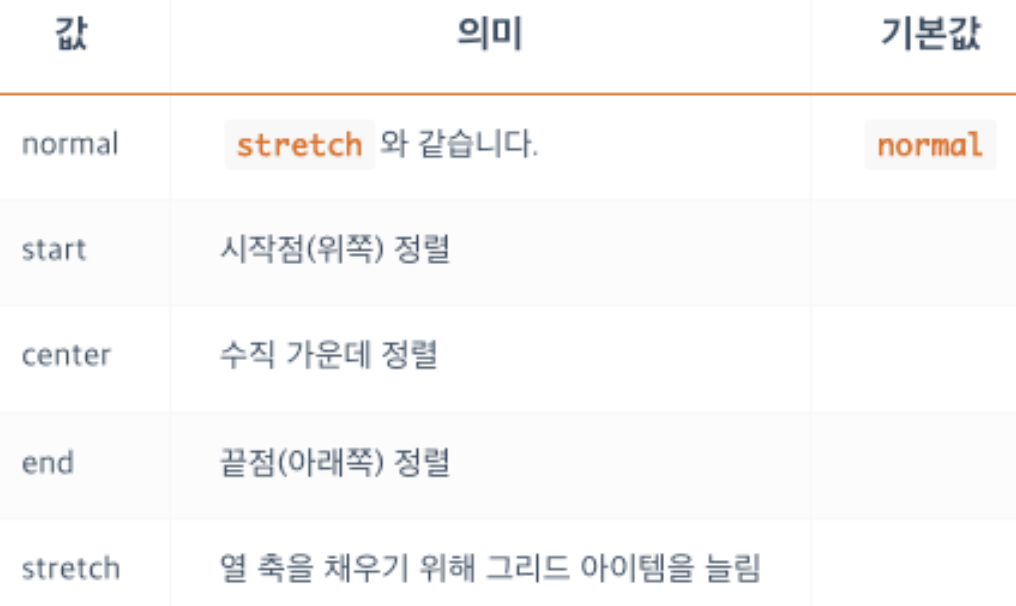 값 의미 기본값
normal stretch 와 같습니다. normal
start 시작점(위쪽) 정렬
center 수직 가운데 정렬
end 끝점(아래쪽) 정렬
stretch 열 축을 채우기 위해 그리드 아이템을 늘림